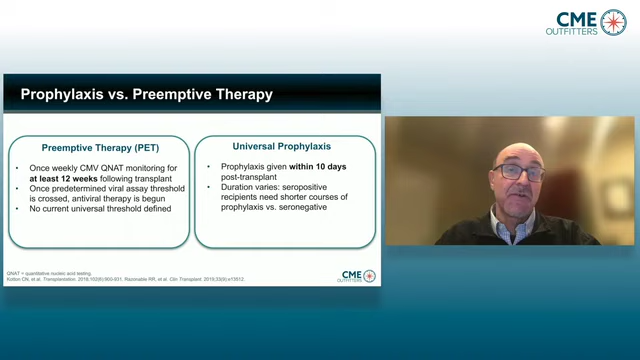 CME
OUTFITTERS
Prophylaxis vs. Preemptive Therapy
Preemptive Therapy (PET)
• Once weekly CMV QNAT monitoring for
at least 12 weeks following transplant
• Once predetermined viral assay threshold
is crossed, antiviral therapy is begun
• No current universal threshold defined
Universal Prophylaxis
• Prophylaxis given within 10 days
post-transplant
• Duration varies: seropositive
recipients need shorter courses of
prophylaxis vs. seronegative
QNAT = quantitative nucleic acid testing.
Kotton CN, et al. Transplantation. 2018;102(6):900-931. Razonable RR, et al. Clin Transplant. 2019;33(9):e13512.
CME
OUTFITTERS